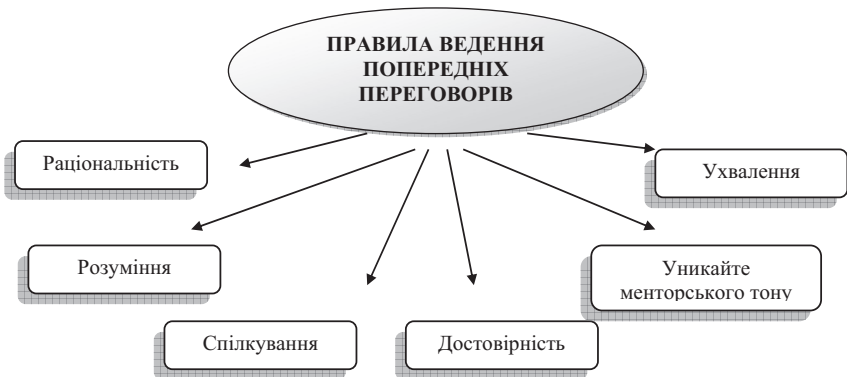 ПРАВИЛА ВЕДЕННЯ
ПОПЕРЕДНІХ
ПЕРЕГОВОРІВ
Раціональність
Ухвалення
Розуміння
Уникайте
менторського тону
Спілкування
Достовірність